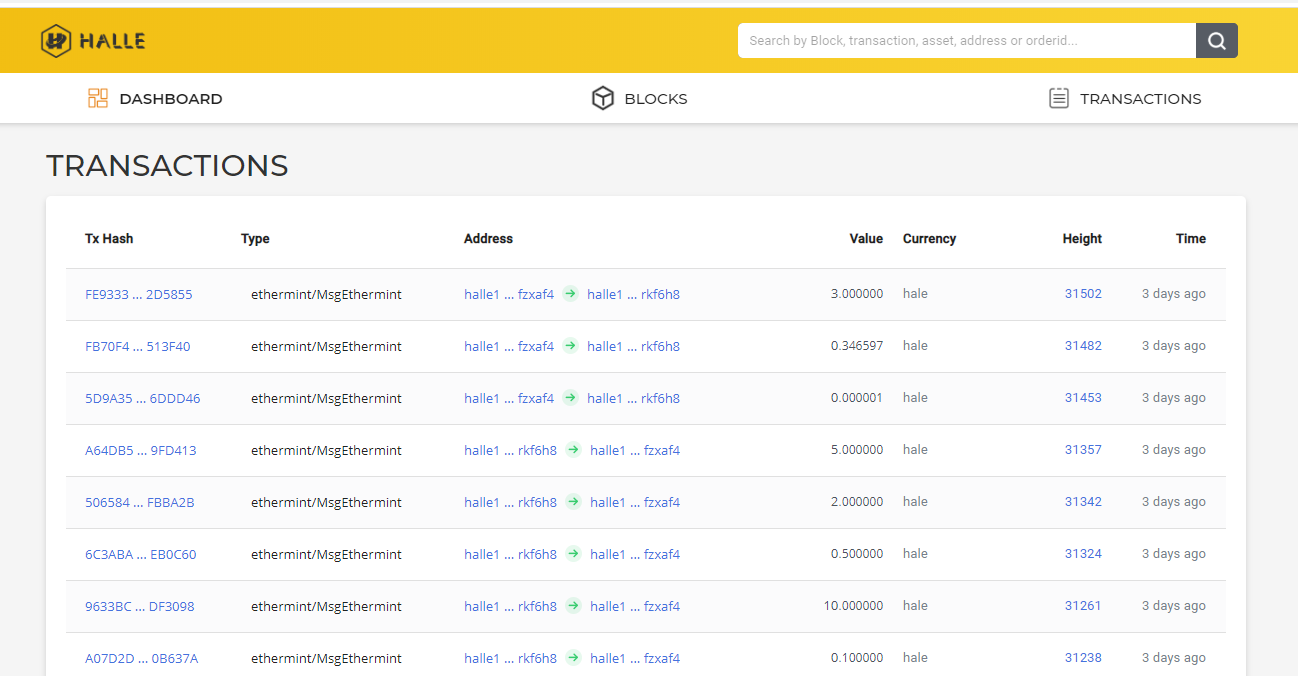 HALLE
Search by Block, transaction, asset, address or orderid...
DASHBOARD BLOCKS TRANSACTIONS
TRANSACTIONS
Tx Hash Type Address Value Currency Height Time
FE9333 ... 2D5855 ethermint/MsgEthermint halle1 ... fzxaf4 → halle1 ... rkf6h8 3.000000 hale 31502 3 days ago
FB70F4 ... 513F40 ethermint/MsgEthermint halle1 ... fzxaf4 → halle1 ... rkf6h8 0.346597 hale 31482 3 days ago
5D9A35 ... 6DDD46 ethermint/MsgEthermint halle1 ... fzxaf4 → halle1 ... rkf6h8 0.000001 hale 31453 3 days ago
A64DB5 ... 9FD413 ethermint/MsgEthermint halle1 ... rkf6h8 → halle1 ... fzxaf4 5.000000 hale 31357 3 days ago
506584 ... FBBA2B ethermint/MsgEthermint halle1 ... rkf6h8 → halle1 ... fzxaf4 2.000000 hale 31342 3 days ago
6C3ABA ... EB0C60 ethermint/MsgEthermint halle1 ... rkf6h8 → halle1 ... fzxaf4 0.500000 hale 31324 3 days ago
9633BC ... DF3098 ethermint/MsgEthermint halle1 ... rkf6h8 → halle1 ... fzxaf4 10.000000 hale 31261 3 days ago
A07D2D ... 0B637A ethermint/MsgEthermint halle1 ... rkf6h8 → halle1 ... fzxaf4 0.100000 hale 31238 3 days ago